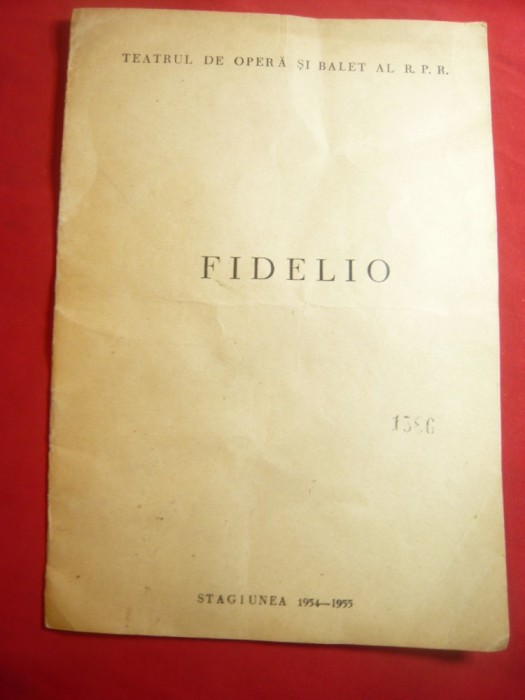 TEATRUL DE OPERĂ ȘI BALET AL R. P. R.
FIDELIO
STAGIUNEA 1954—1955